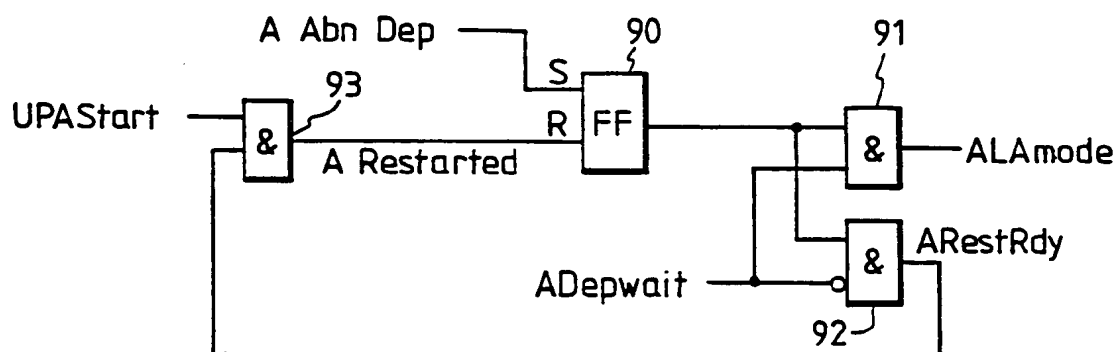 A Abn Dep
90
91
93
S
UPAStart
&
R
FF
&
A Restarted
ALAmode
ARestRdy
&
ADepwait
92